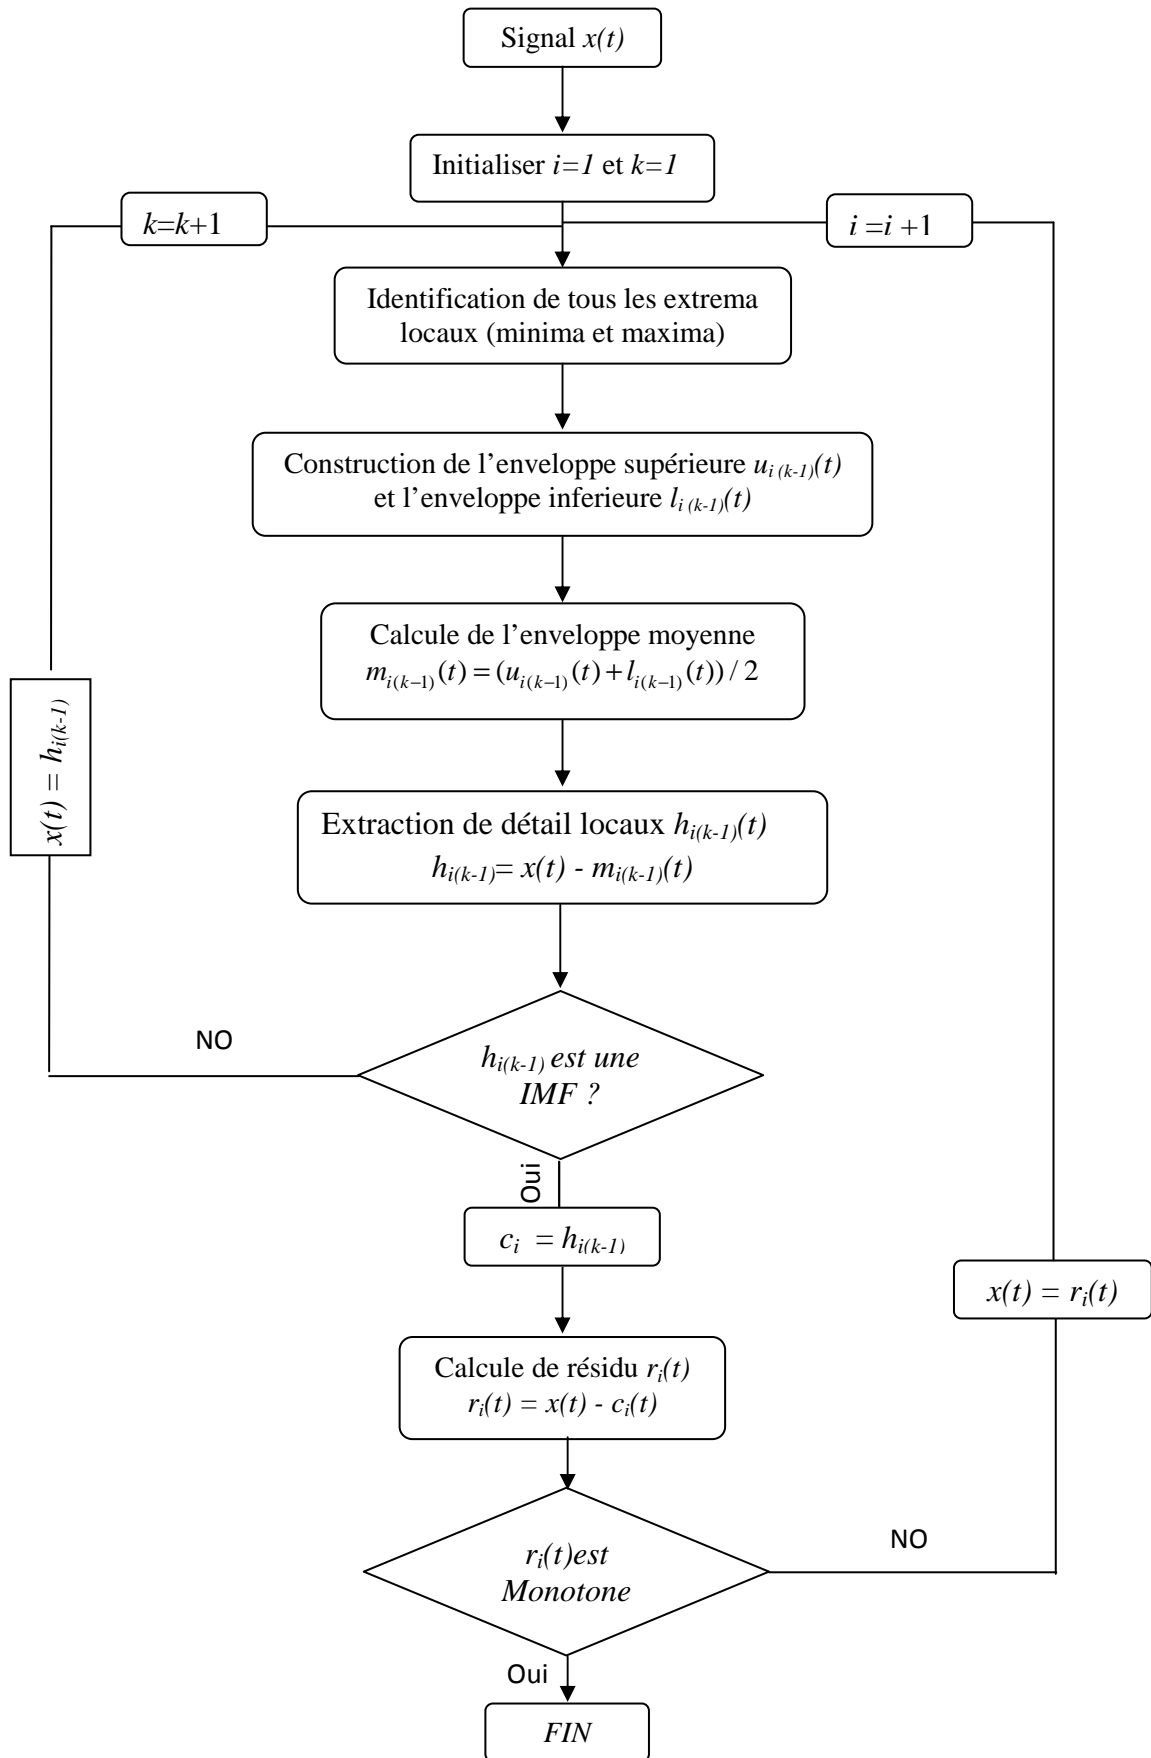 Signal x(t)
Initialiser i=1 et k=1
k=k+1
i =i +1
Identification de tous les extrema
locaux (minima et maxima)
Construction de l’enveloppe supérieure u_{i (k-1)}(t)
et l’enveloppe inferieure l_{i (k-1)}(t)
Calcule de l’enveloppe moyenne
m_{i(k−1)}(t) = (u_{i(k−1)}(t) + l_{i(k−1)}(t)) / 2
x(t) = h_{i(k-1)}
Extraction de détail locaux h_{i(k-1)}(t)
h_{i(k-1)}= x(t) - m_{i(k-1)}(t)
NO
h_{i(k-1)} est une
IMF ?
Oui
c_i = h_{i(k-1)}
x(t) = r_i(t)
Calcule de résidu r_i(t)
r_i(t) = x(t) - c_i(t)
NO
r_i(t)est
Monotone
Oui
FIN